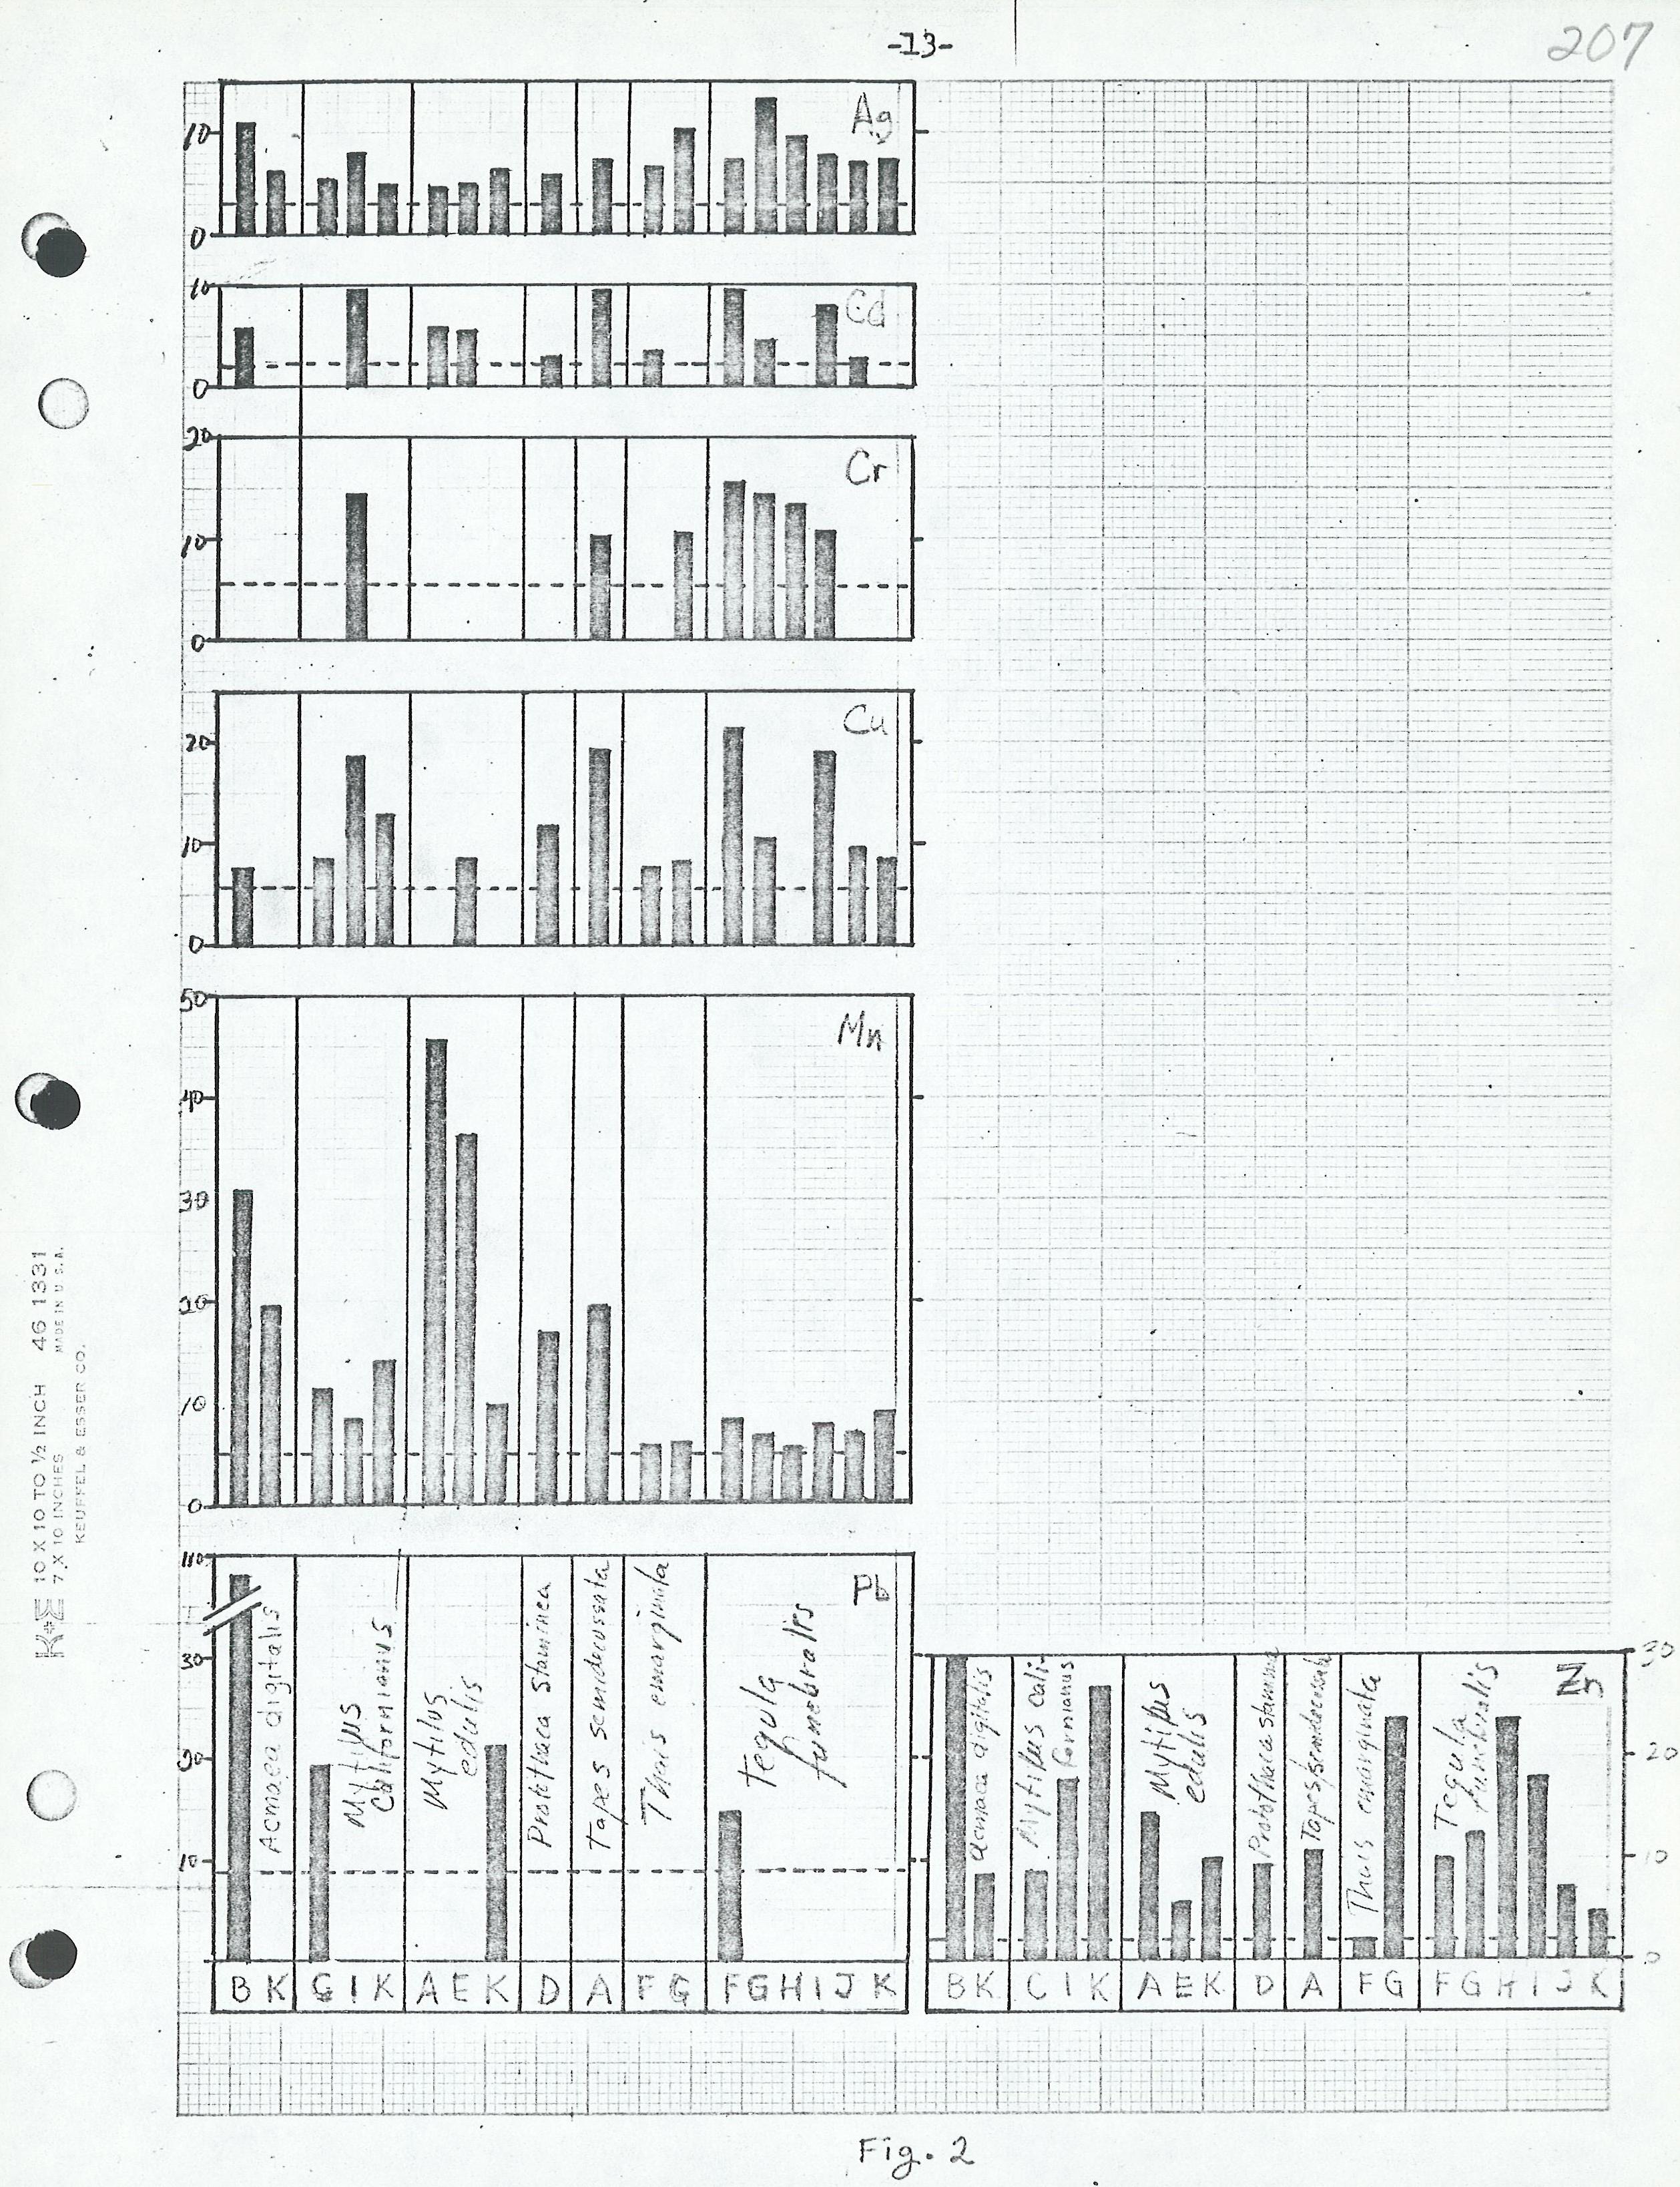 -13-
207
Ag
10
0
Cd
10
0
Cr
20
10
0
Cu
20
10
0
Mn
50
40
30
20
10
0
Pb
110
30
20
10
Acmaea digitalis
Mytilus
Californianus
Mytilus
edulis
Protothaca staminea
Tapes semidecussata
Thais emarginata
Tegula
funebralis
B K C I K A E K D A F G F G H I J K
Zn
30
20
10
0
Acmaea digitalis
Mytilus cali-
fornianus
Mytilus
edulis
Protothaca staminea
Tapes semidecussata
Thais emarginata
Tegula
funebralis
B K C I K A E K D A F G F G H I J K
K+E 10 X 10 TO ½ INCH 46 1331
7 X 10 INCHES MADE IN U.S.A.
KEUFFEL & ESSER CO.
Fig. 2